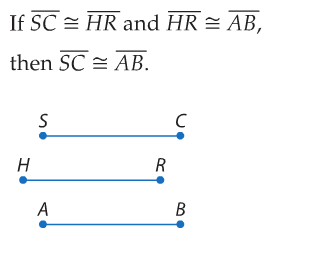 If S̅C̅ ≅ H̅R̅ and H̅R̅ ≅ A̅B̅,
then S̅C̅ ≅ A̅B̅.
S C
H R
A B